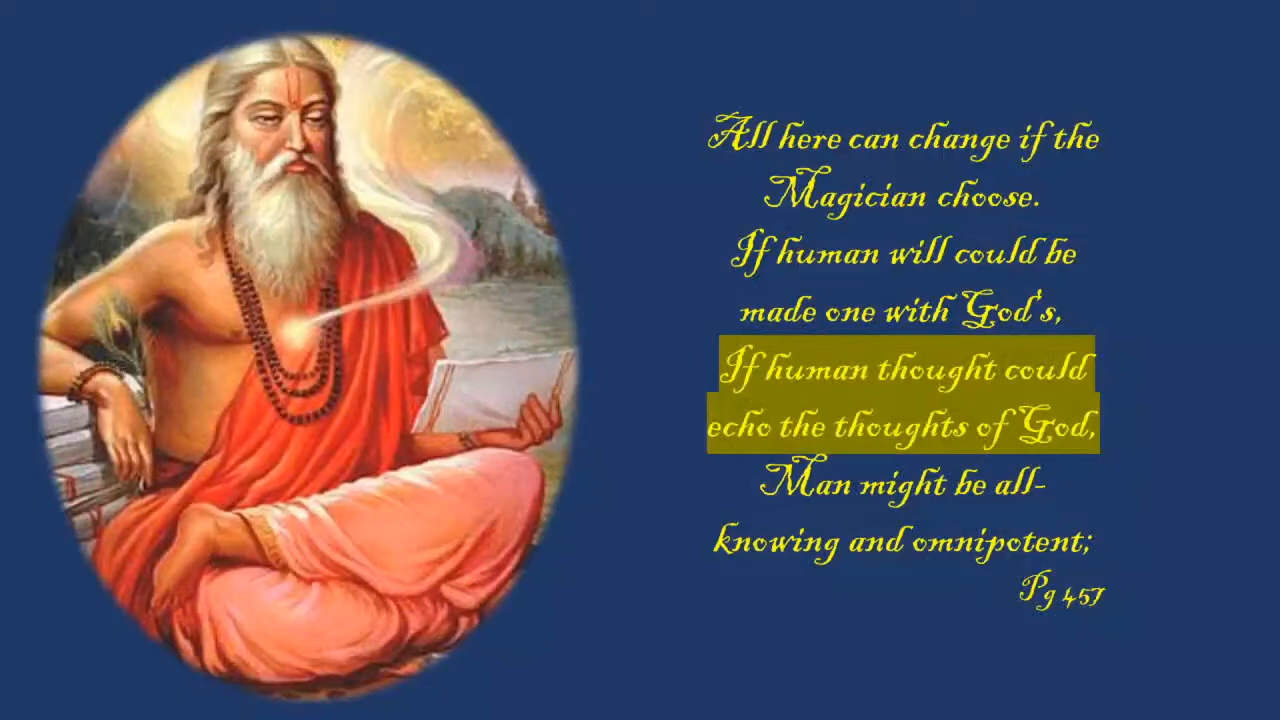 All here can change if the
Magician choose.
If human will could be
made one with God's,
If human thought could
echo the thoughts of God,
Man might be all-
knowing and omnipotent;
Pg 457